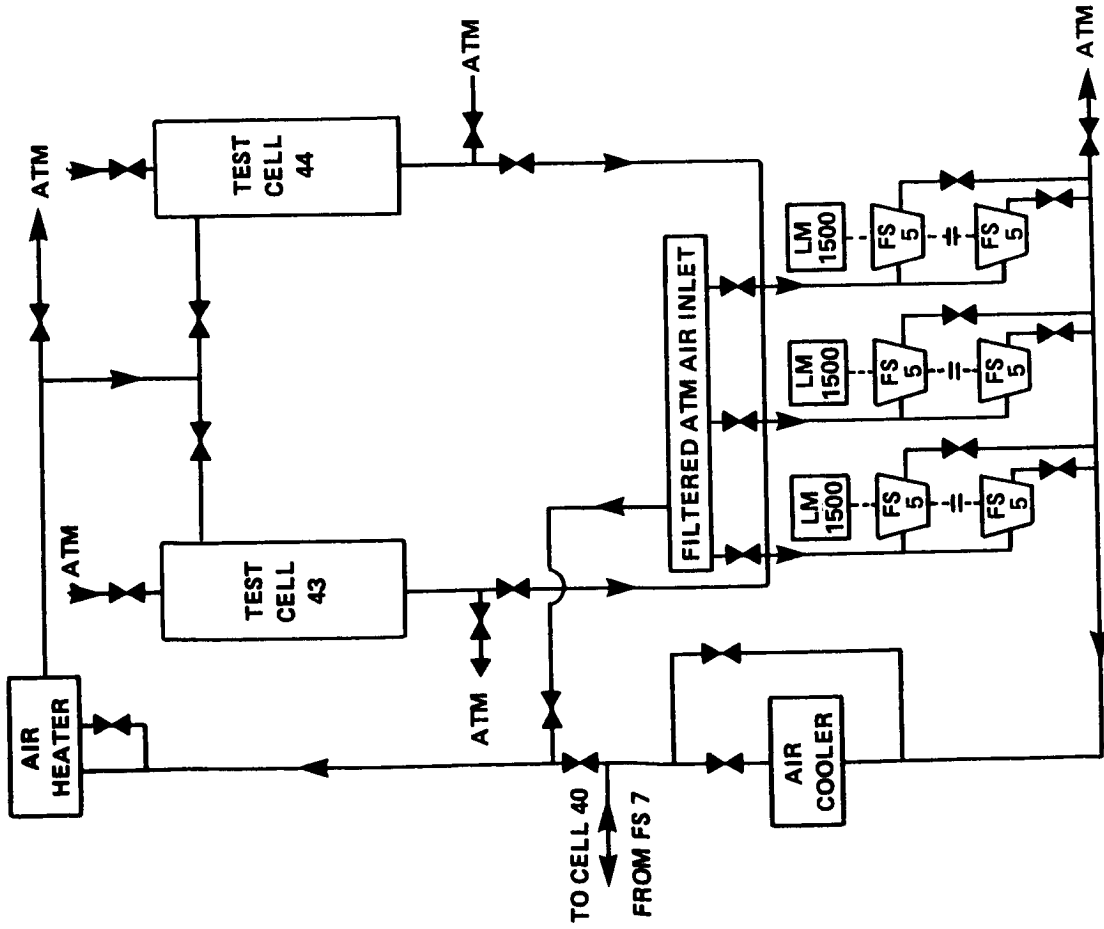 ATM
ATM
ATM
AIR
HEATER
TEST
CELL
43
TEST
CELL
44
ATM
ATM
FILTERED ATM AIR INLET
TO CELL 40
FROM FS 7
AIR
COOLER
LM
1500
FS
5
FS
5
LM
1500
FS
5
FS
5
LM
1500
FS
5
FS
5
ATM